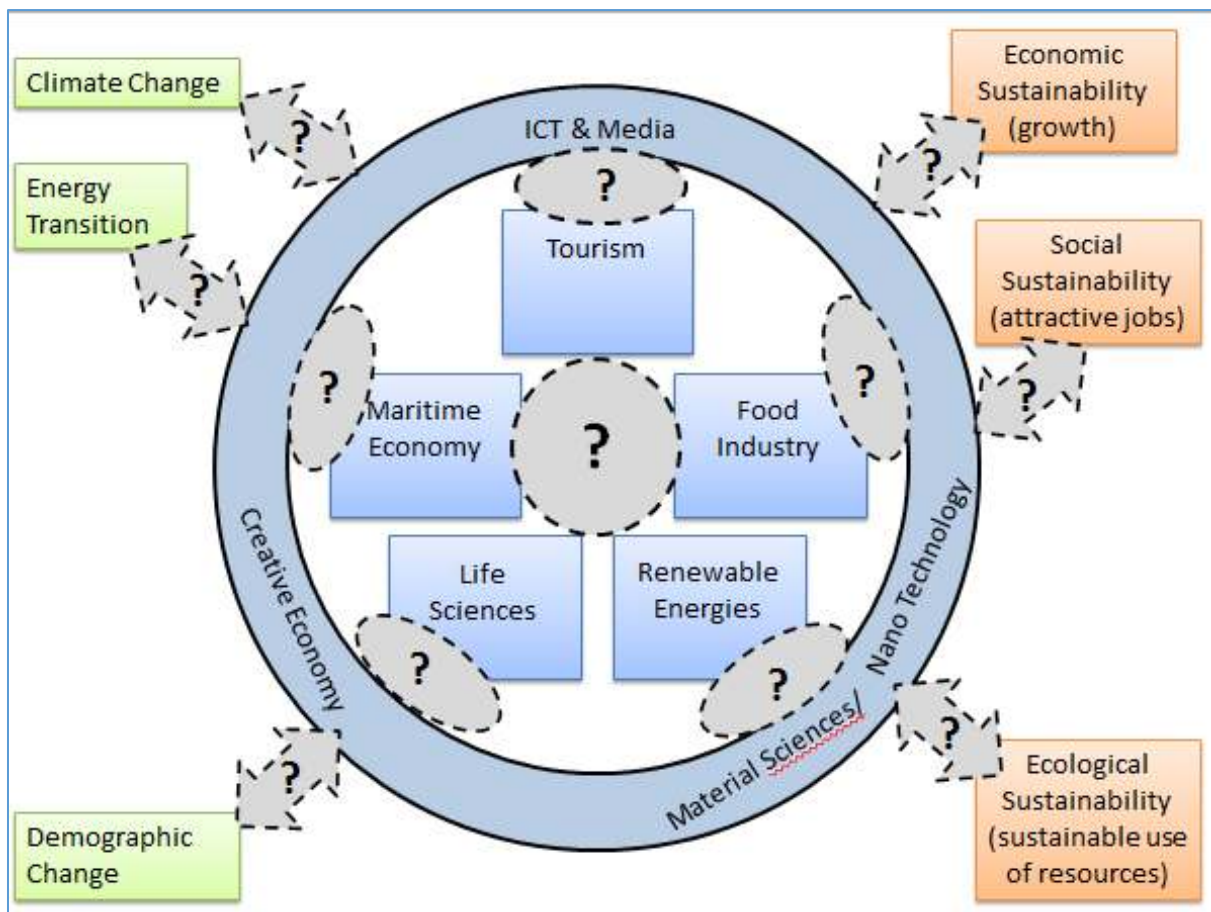 Climate Change
?
Energy
Transition
?
ICT & Media
?
Tourism
?
Maritime
Economy
?
Food
Industry
?
Life
Sciences
?
Renewable
Energies
?
Creative Economy
Material Sciences/ Nano Technology
?
Demographic
Change
?
Economic
Sustainability
(growth)
?
Social
Sustainability
(attractive jobs)
?
Ecological
Sustainability
(sustainable use
of resources)